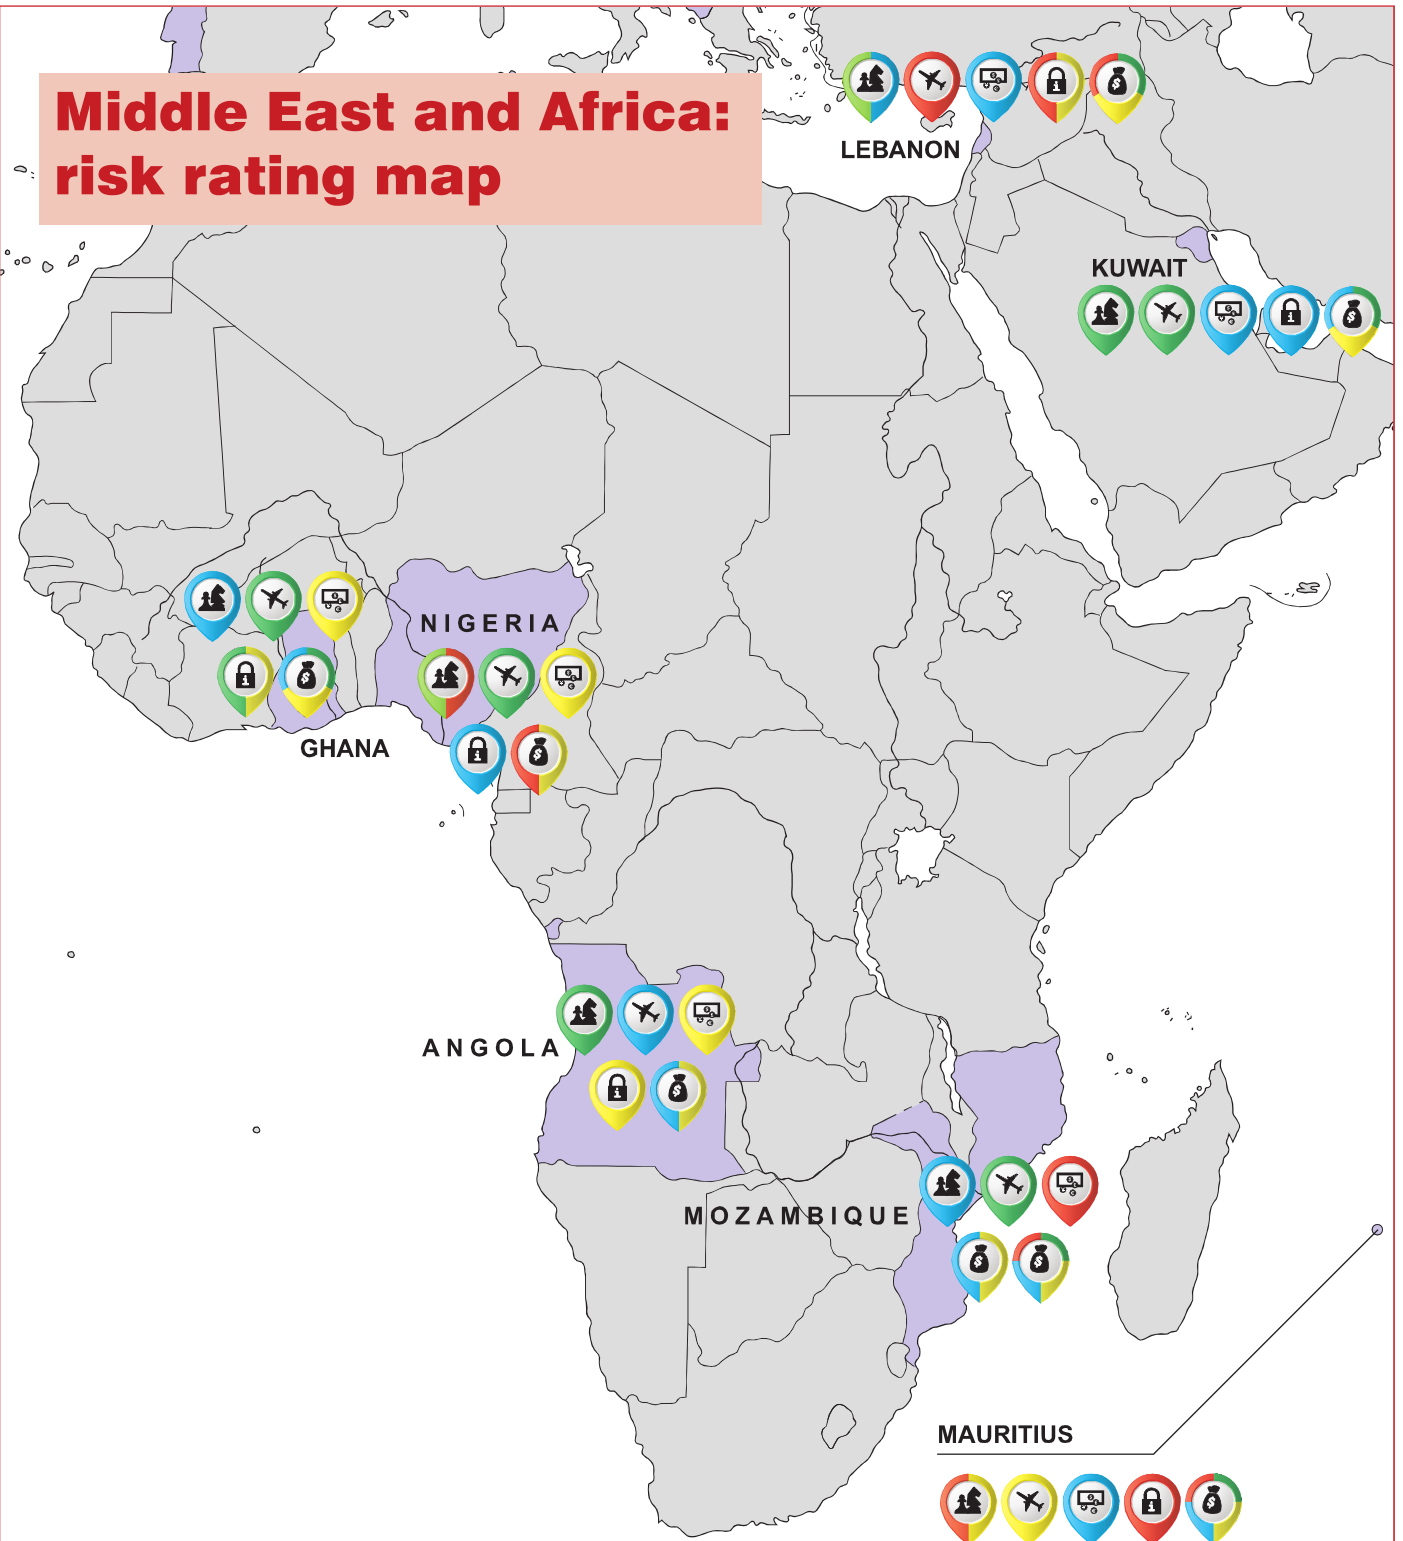 Middle East and Africa:
risk rating map
LEBANON
KUWAIT
NIGERIA
GHANA
ANGOLA
MOZAMBIQUE
MAURITIUS